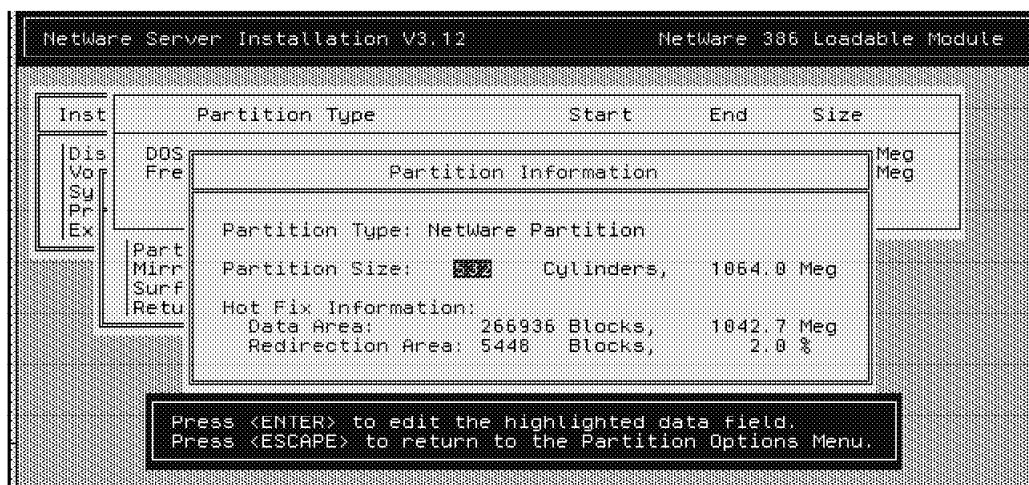 NetWare Server Installation V3.12 NetWare 386 Loadable Module
Inst Partition Type Start End Size
Dis DOS Meg
Vo Fre Partition Information Meg
Sy
Pr
Ex Partition Type: NetWare Partition
Part
Mirr Partition Size: 532 Cylinders, 1064.0 Meg
Surf
Retu Hot Fix Information:
Data Area: 266936 Blocks, 1042.7 Meg
Redirection Area: 5448 Blocks, 2.0 %
Press <ENTER> to edit the highlighted data field.
Press <ESCAPE> to return to the Partition Options Menu.